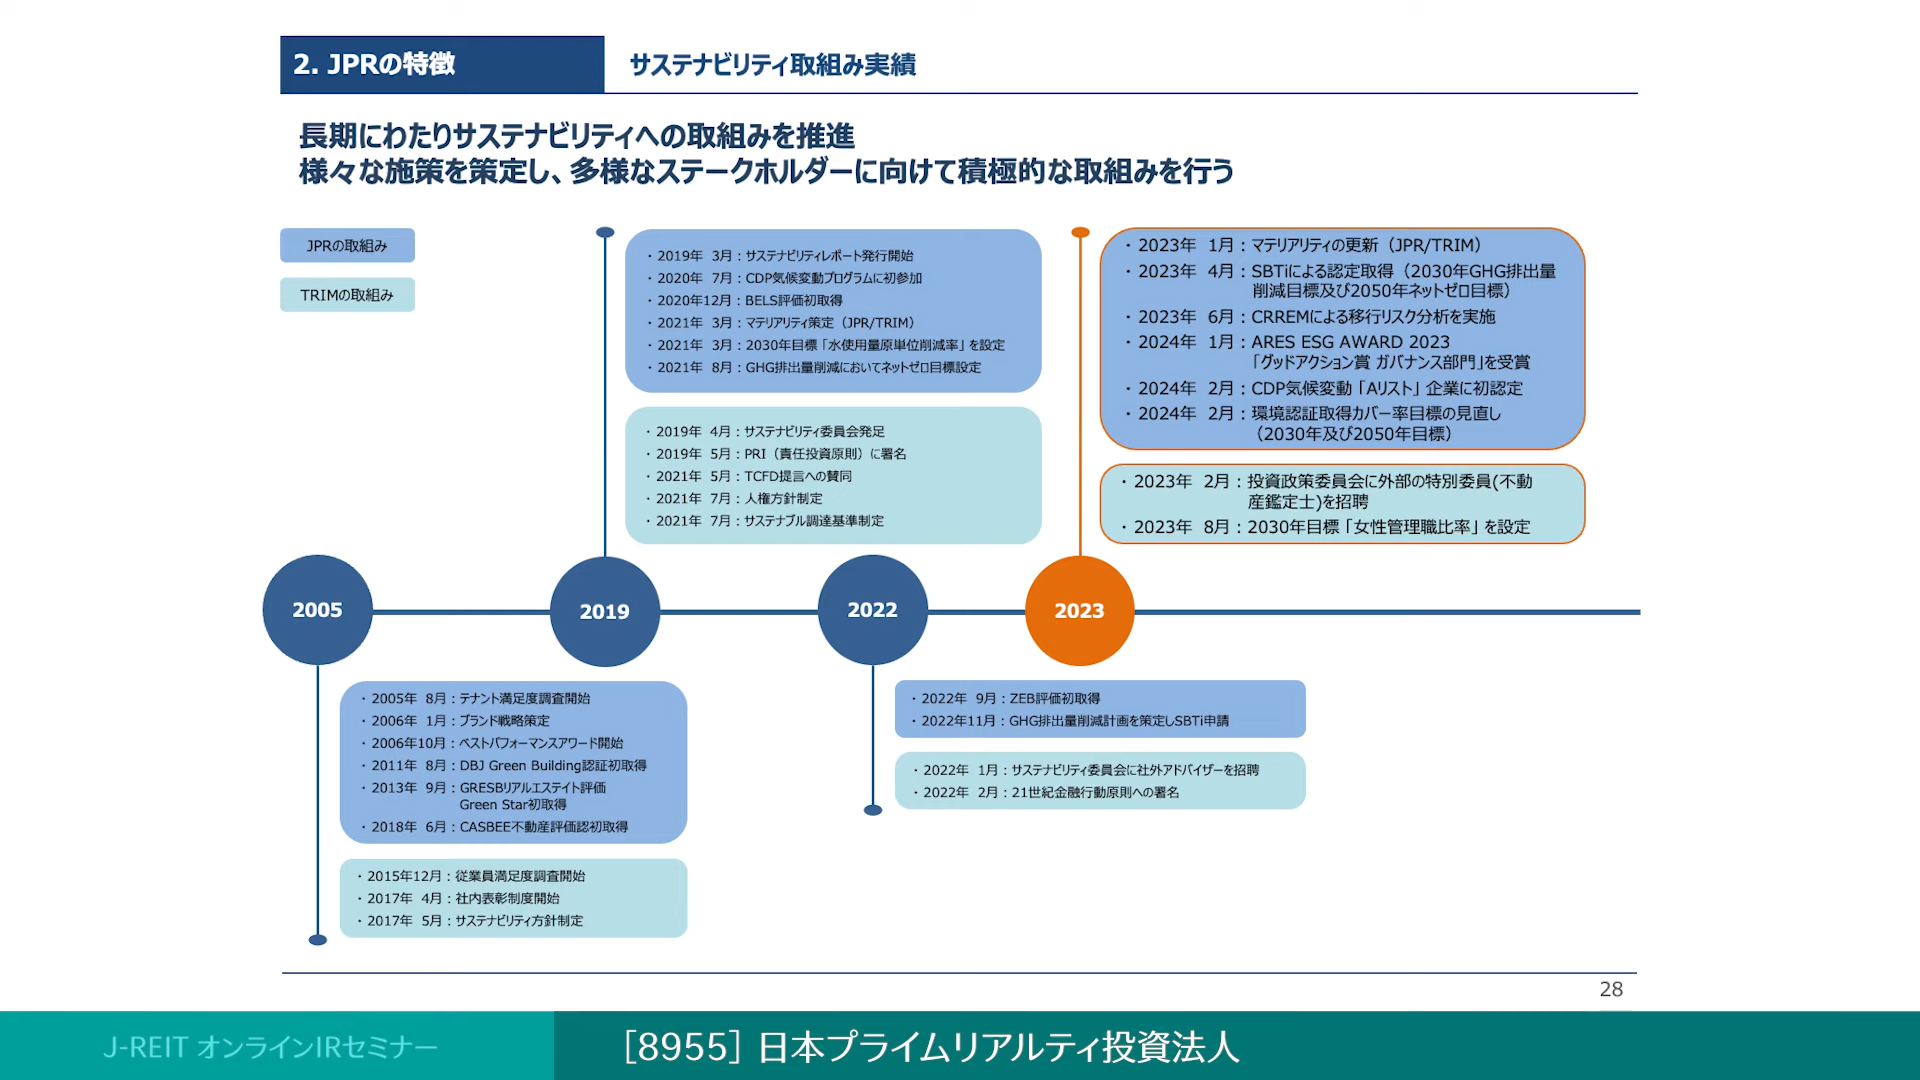 2. JPRの特徴
サステナビリティ取組み実績
長期にわたりサステナビリティへの取組みを推進
様々な施策を策定し、多様なステークホルダーに向けて積極的な取組みを行う
JPRの取組み
TRIMの取組み
・2019年 3月：サステナビリティレポート発行開始
・2020年 7月：CDP気候変動プログラムに初参加
・2020年12月：BELS評価初取得
・2021年 3月：マテリアリティ策定（JPR/TRIM）
・2021年 3月：2030年目標「水使用量原単位削減率」を設定
・2021年 8月：GHG排出量削減においてネットゼロ目標設定
・2019年 4月：サステナビリティ委員会発足
・2019年 5月：PRI（責任投資原則）に署名
・2021年 5月：TCFD提言への賛同
・2021年 7月：人権方針制定
・2021年 7月：サステナブル調達基準制定
・2023年 1月：マテリアリティの更新（JPR/TRIM）
・2023年 4月：SBTiによる認定取得（2030年GHG排出量
削減目標及び2050年ネットゼロ目標）
・2023年 6月：CRREMによる移行リスク分析を実施
・2024年 1月：ARES ESG AWARD 2023
「グッドアクション賞 ガバナンス部門」を受賞
・2024年 2月：CDP気候変動「Aリスト」企業に初認定
・2024年 2月：環境認証取得カバー率目標の見直し
（2030年及び2050年目標）
・2023年 2月：投資政策委員会に外部の特別委員(不動
産鑑定士)を招聘
・2023年 8月：2030年目標「女性管理職比率」を設定
2005
2019
2022
2023
・2005年 8月：テナント満足度調査開始
・2006年 1月：ブランド戦略策定
・2006年10月：ベストパフォーマンスアワード開始
・2011年 8月：DBJ Green Building認証初取得
・2013年 9月：GRESBリアルエステイト評価
Green Star初取得
・2018年 6月：CASBEE不動産評価認初取得
・2015年12月：従業員満足度調査開始
・2017年 4月：社内表彰制度開始
・2017年 5月：サステナビリティ方針制定
・2022年 9月：ZEB評価初取得
・2022年11月：GHG排出量削減計画を策定しSBTi申請
・2022年 1月：サステナビリティ委員会に社外アドバイザーを招聘
・2022年 2月：21世紀金融行動原則への署名
28
J-REIT オンラインIRセミナー
［8955］日本プライムリアルティ投資法人